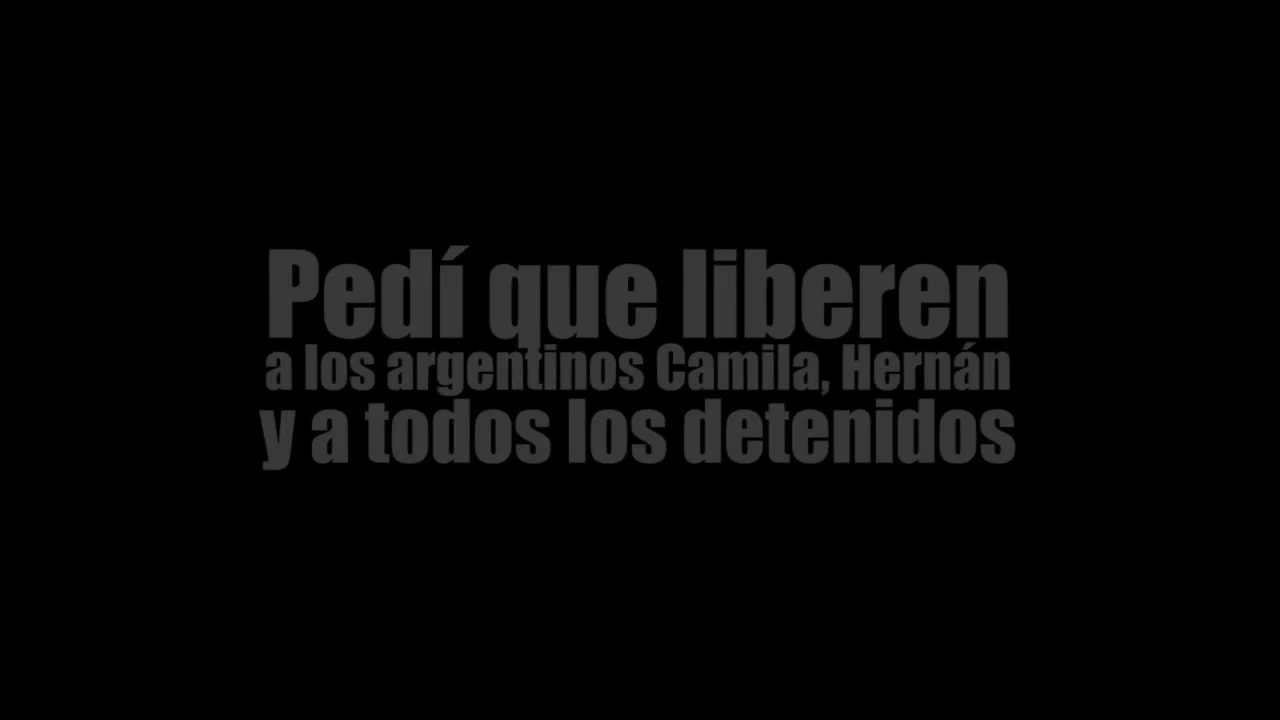 Pedí que liberen
a los argentinos Camila, Hernán
y a todos los detenidos